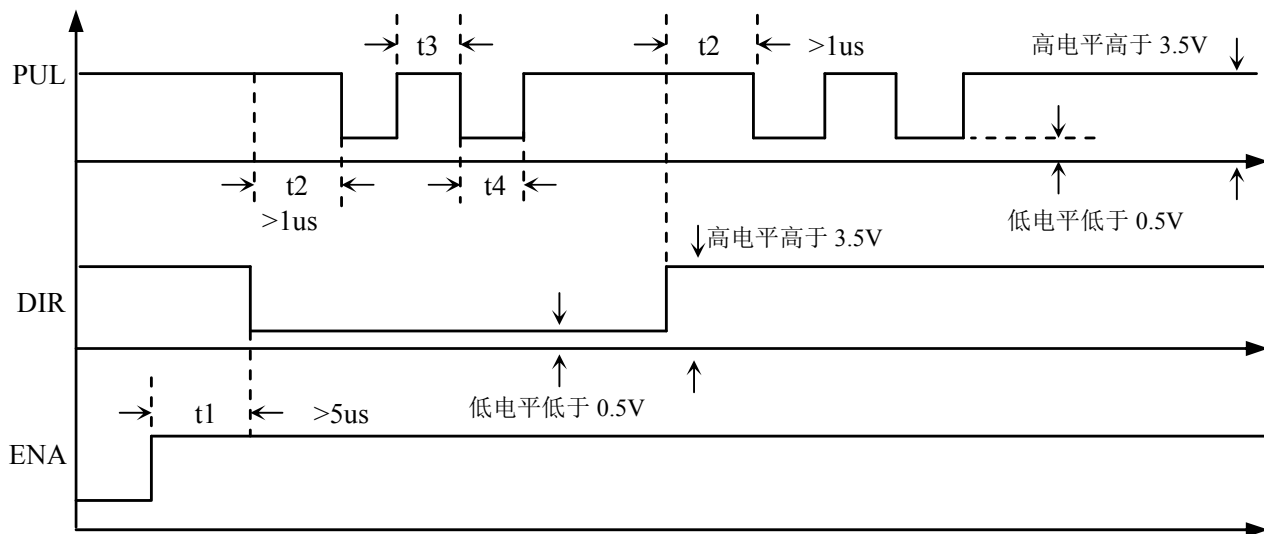 t3
t2
>1us
高电平高于 3.5V
PUL
t2
t4
>1us
低电平低于 0.5V
高电平高于 3.5V
DIR
低电平低于 0.5V
t1
>5us
ENA